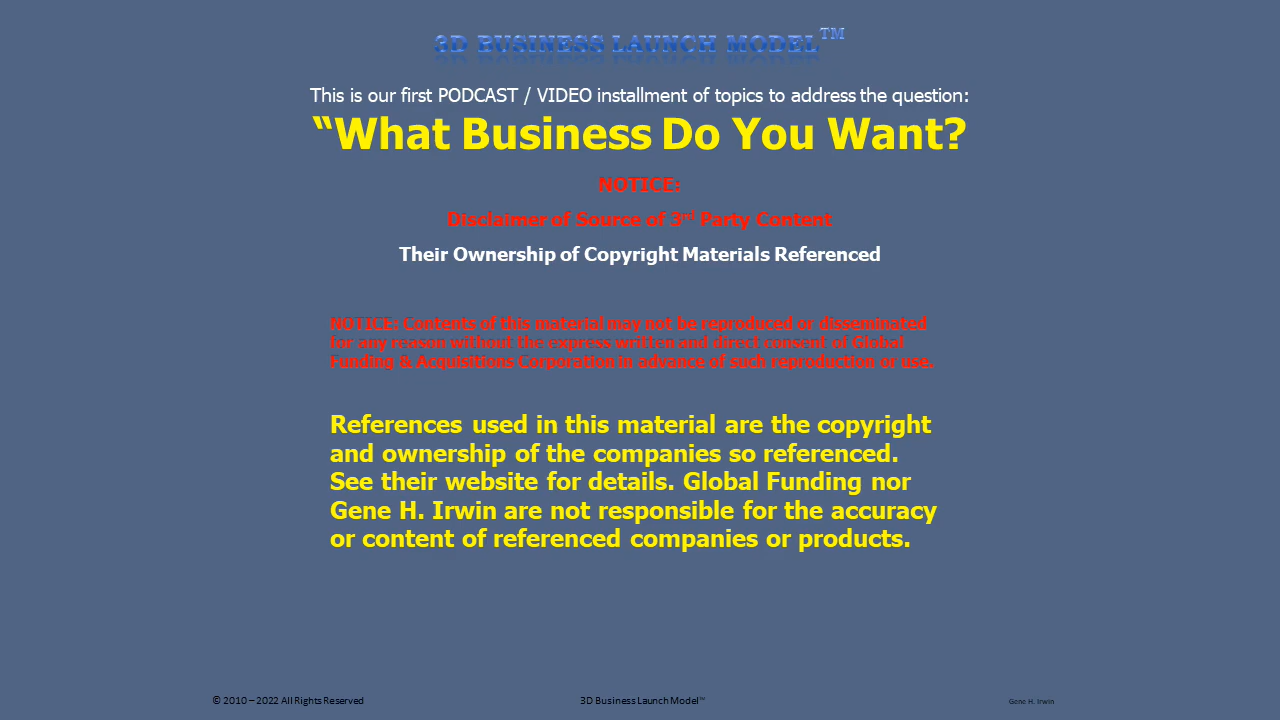 3D BUSINESS LAUNCH MODEL™
This is our first PODCAST / VIDEO installment of topics to address the question:
“What Business Do You Want?
NOTICE:
Disclaimer of Source of 3rd Party Content
Their Ownership of Copyright Materials Referenced
NOTICE: Contents of this material may not be reproduced or disseminated
for any reason without the express written and direct consent of Global
Funding & Acquisitions Corporation in advance of such reproduction or use.
References used in this material are the copyright
and ownership of the companies so referenced.
See their website for details. Global Funding nor
Gene H. Irwin are not responsible for the accuracy
or content of referenced companies or products.
© 2010 – 2022 All Rights Reserved
3D Business Launch Model™
Gene H. Irwin